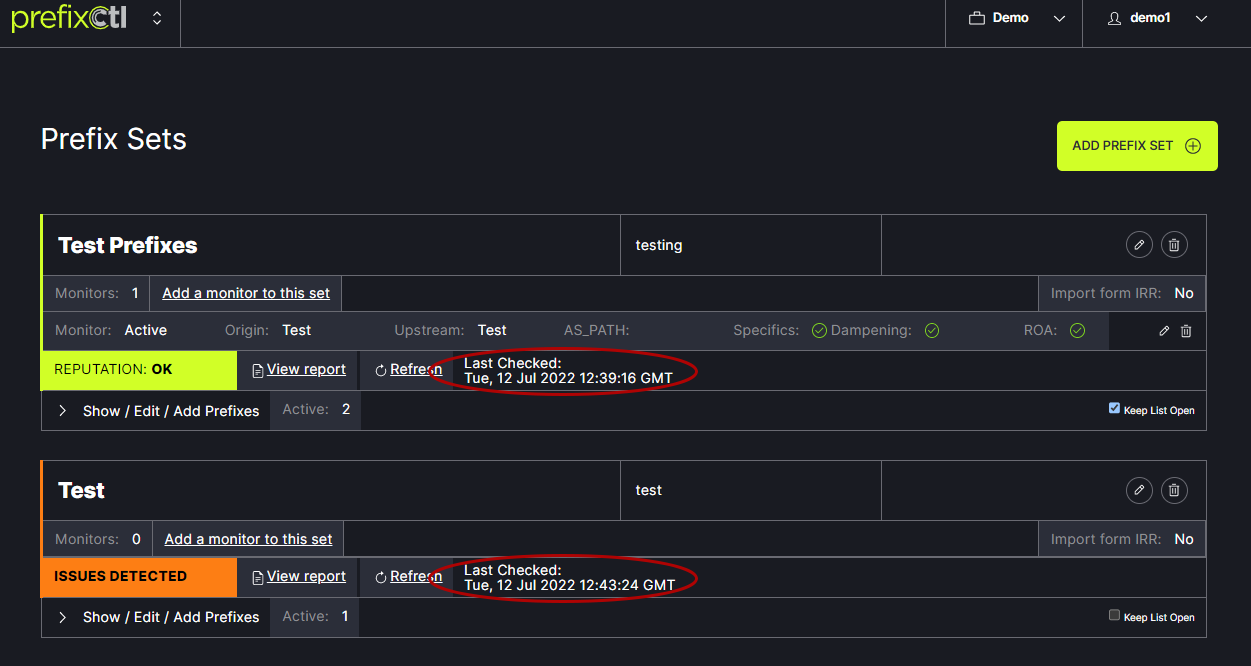 prefixctl
Demo
demo1
Prefix Sets
ADD PREFIX SET
Test Prefixes
testing
Monitors: 1
Add a monitor to this set
Import form IRR: No
Monitor: Active
Origin: Test
Upstream: Test
AS_PATH:
Specifics:
Dampening:
ROA:
REPUTATION: OK
View report
Refresh
Last Checked:
Tue, 12 Jul 2022 12:39:16 GMT
Show / Edit / Add Prefixes
Active: 2
Keep List Open
Test
test
Monitors: 0
Add a monitor to this set
Import form IRR: No
ISSUES DETECTED
View report
Refresh
Last Checked:
Tue, 12 Jul 2022 12:43:24 GMT
Show / Edit / Add Prefixes
Active: 1
Keep List Open